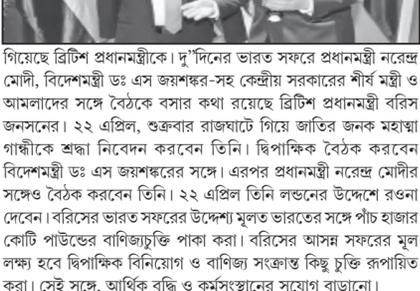 গিয়েছে ব্রিটিশ প্রধানমন্ত্রীকে। দু”দিনের ভারত সফরে প্রধানমন্ত্রী নরেন্দ্র
মোদী, বিদেশমন্ত্রী ডঃ এস জয়শঙ্কর-সহ কেন্দ্রীয় সরকারের শীর্ষ মন্ত্রী ও
আমলাদের সঙ্গে বৈঠকে বসার কথা রয়েছে ব্রিটিশ প্রধানমন্ত্রী বরিস
জনসনের। ২২ এপ্রিল, শুক্রবার রাজঘাটে গিয়ে জাতির জনক মহাত্মা
গান্ধীকে শ্রদ্ধা নিবেদন করবেন তিনি। দ্বিপাক্ষিক বৈঠক করবেন
বিদেশমন্ত্রী ডঃ এস জয়শঙ্করের সঙ্গে। এরপর প্রধানমন্ত্রী নরেন্দ্র মোদীর
সঙ্গেও বৈঠক করবেন তিনি। ২২ এপ্রিল তিনি লন্ডনের উদ্দেশে রওনা
দেবেন। বরিসের ভারত সফরের উদ্দেশ্য মূলত ভারতের সঙ্গে পাঁচ হাজার
কোটি পাউন্ডের বাণিজ্যচুক্তি পাকা করা। বরিসের আসন্ন সফরের মূল
লক্ষ্য হবে দ্বিপাক্ষিক বিনিয়োগ ও বাণিজ্য সংক্রান্ত কিছু চুক্তি রূপায়িত
করা। সেই সঙ্গে, আর্থিক বৃদ্ধি ও কর্মসংস্থানের সুযোগ বাড়ানো।